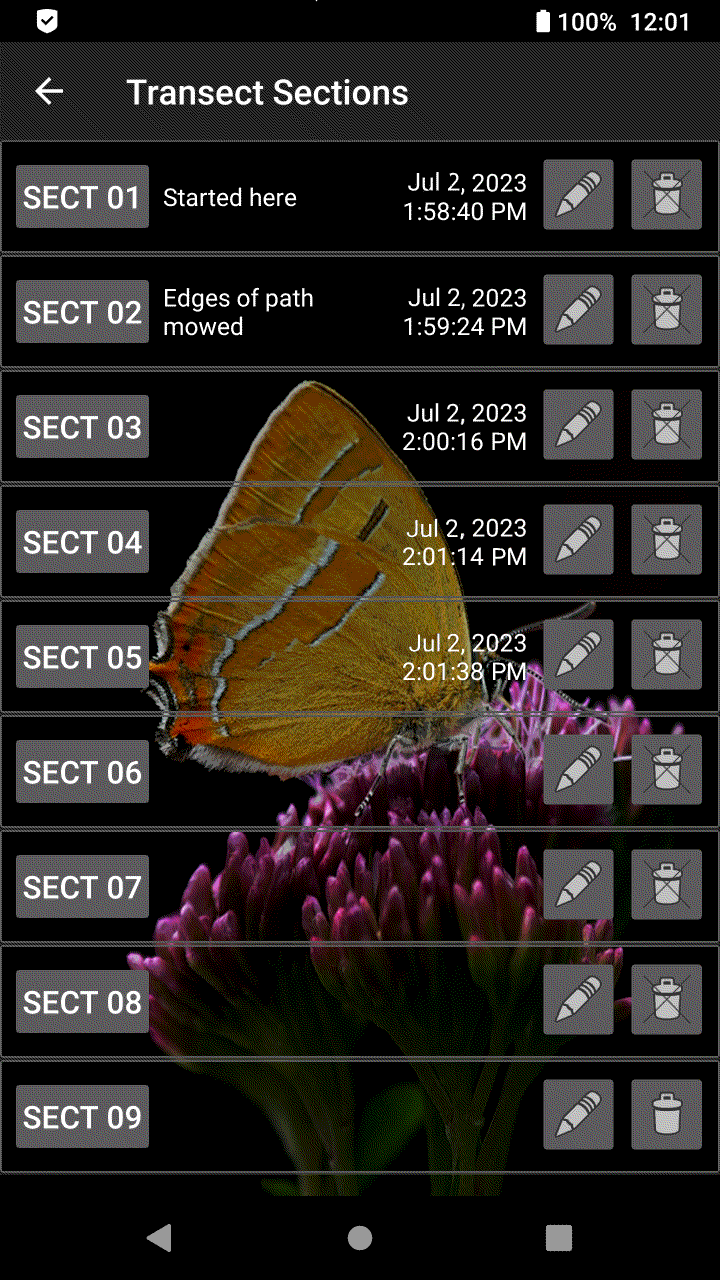 100% 12:01
Transect Sections
SECT 01 Started here Jul 2, 2023
1:58:40 PM
SECT 02 Edges of path Jul 2, 2023
mowed 1:59:24 PM
SECT 03 Jul 2, 2023
2:00:16 PM
SECT 04 Jul 2, 2023
2:01:14 PM
SECT 05 Jul 2, 2023
2:01:38 PM
SECT 06
SECT 07
SECT 08
SECT 09